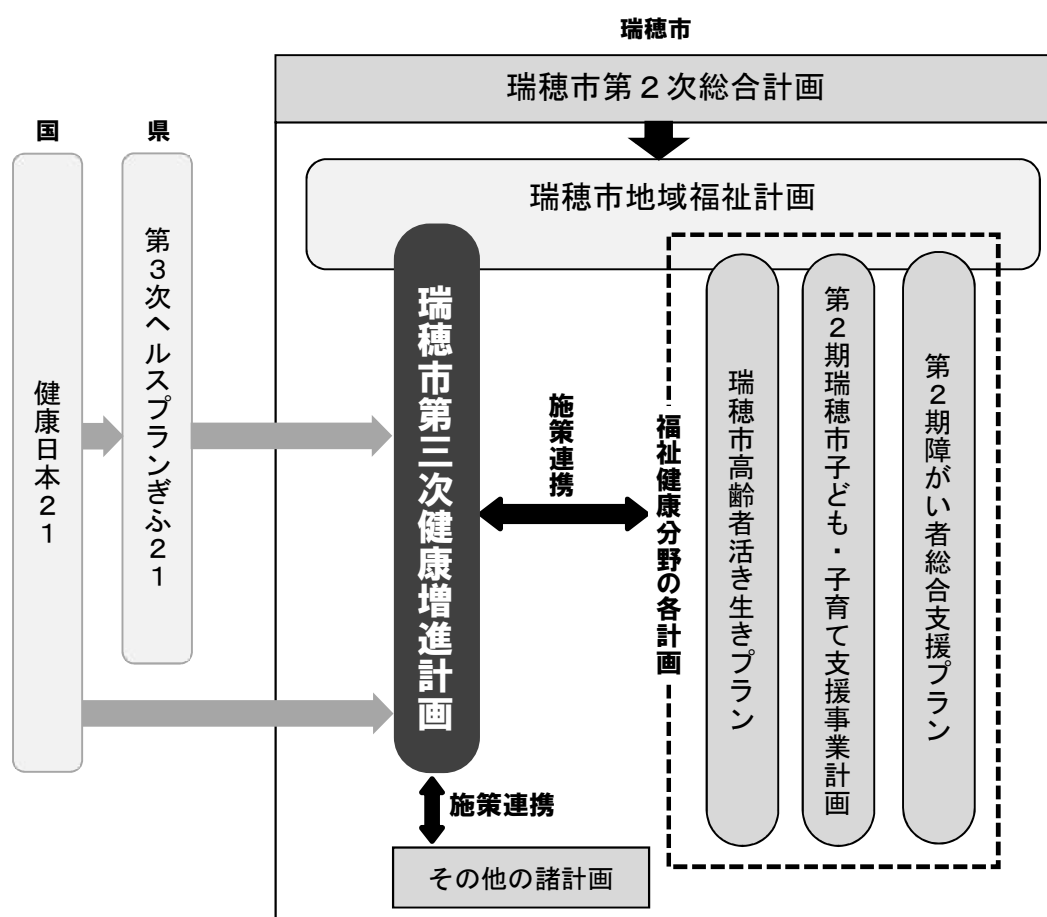 瑞穂市
瑞穂市第２次総合計画
国
県
瑞穂市地域福祉計画
健康日本２１
第３次ヘルスプランぎふ２１
瑞穂市第三次健康増進計画
施策連携
福祉健康分野の各計画
瑞穂市高齢者活き生きプラン
第２期瑞穂市子ども・子育て支援事業計画
第２期障がい者総合支援プラン
施策連携
その他の諸計画